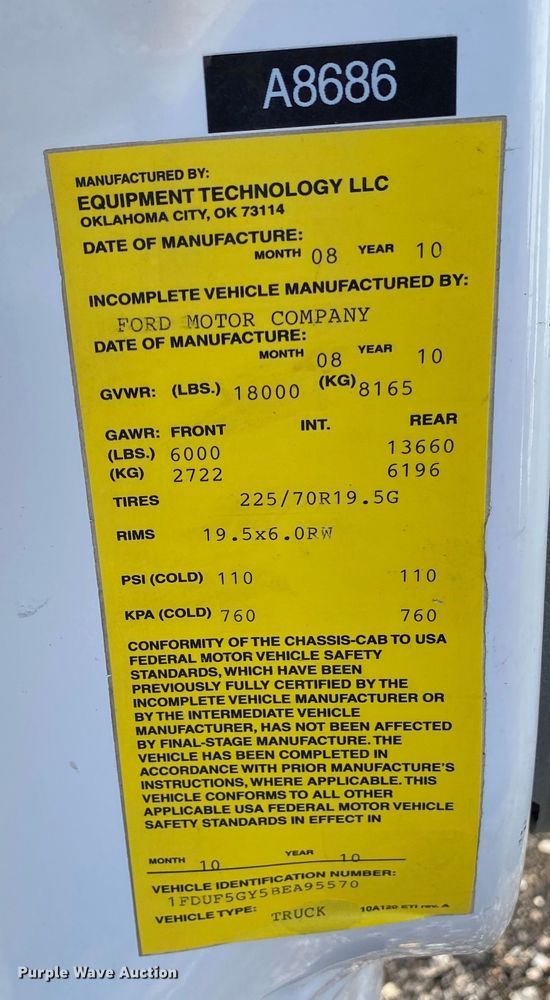 A8686
MANUFACTURED BY:
EQUIPMENT TECHNOLOGY LLC
OKLAHOMA CITY, OK 73114
DATE OF MANUFACTURE:
MONTH 08 YEAR 10
INCOMPLETE VEHICLE MANUFACTURED BY:
FORD MOTOR COMPANY
DATE OF MANUFACTURE:
MONTH 08 YEAR 10
GVWR: (LBS.) 18000 (KG) 8165
GAWR: FRONT INT. REAR
(LBS.) 6000 13660
(KG) 2722 6196
TIRES 225/70R19.5G
RIMS 19.5x6.0RW
PSI (COLD) 110 110
KPA (COLD) 760 760
CONFORMITY OF THE CHASSIS-CAB TO USA
FEDERAL MOTOR VEHICLE SAFETY
STANDARDS, WHICH HAVE BEEN
PREVIOUSLY FULLY CERTIFIED BY THE
INCOMPLETE VEHICLE MANUFACTURER OR
BY THE INTERMEDIATE VEHICLE
MANUFACTURER, HAS NOT BEEN AFFECTED
BY FINAL-STAGE MANUFACTURE. THE
VEHICLE HAS BEEN COMPLETED IN
ACCORDANCE WITH PRIOR MANUFACTURE'S
INSTRUCTIONS, WHERE APPLICABLE. THIS
VEHICLE CONFORMS TO ALL OTHER
APPLICABLE USA FEDERAL MOTOR VEHICLE
SAFETY STANDARDS IN EFFECT IN
MONTH 10 YEAR 10
VEHICLE IDENTIFICATION NUMBER:
1FDUF5GY5BEA95570
VEHICLE TYPE: TRUCK 10A120 ETI rev. A
Purple Wave Auction